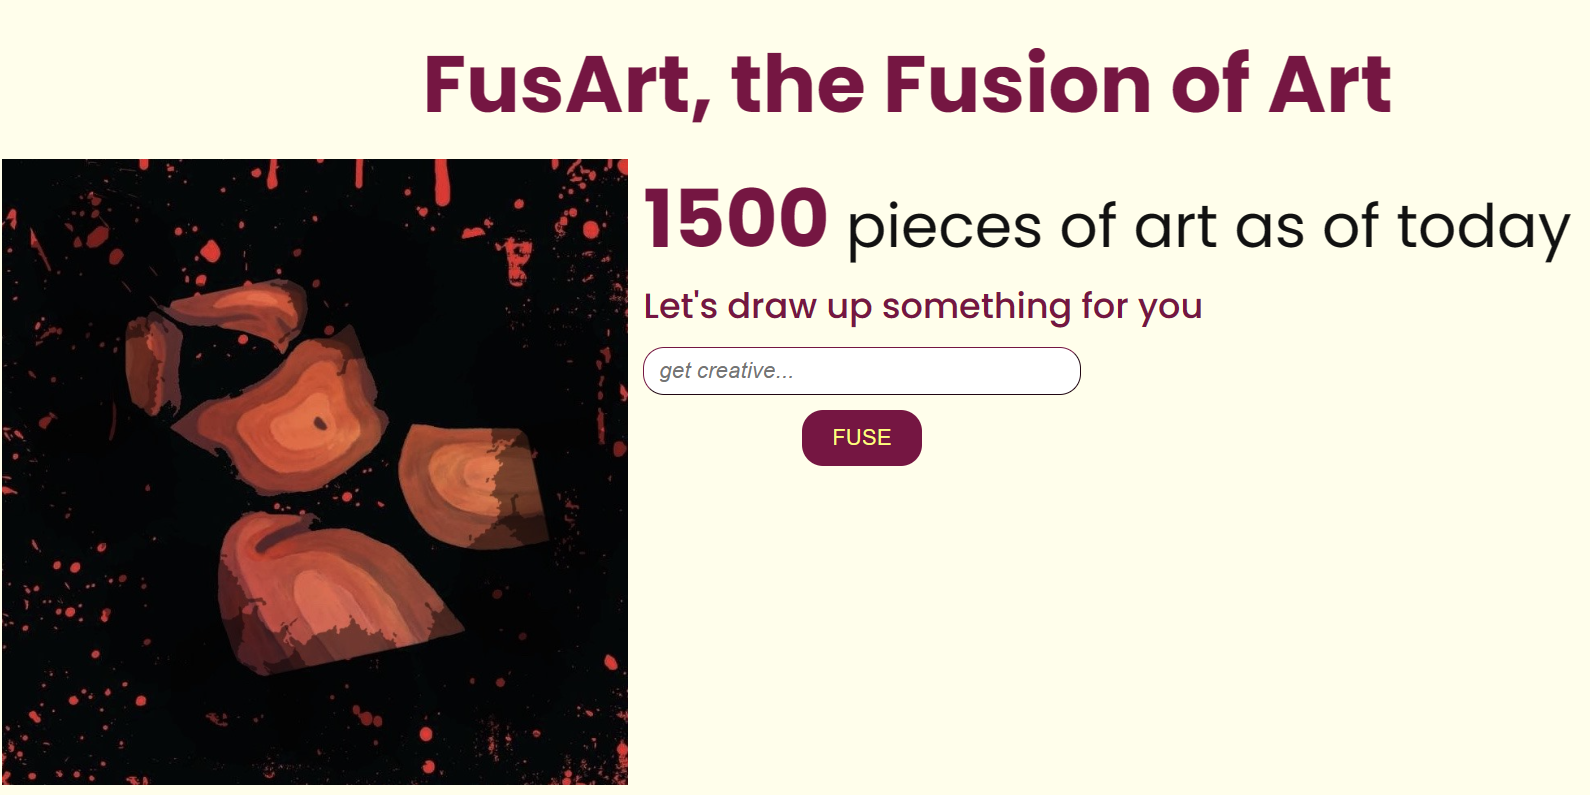 FusArt, the Fusion of Art
1500 pieces of art as of today
Let's draw up something for you
get creative...
FUSE